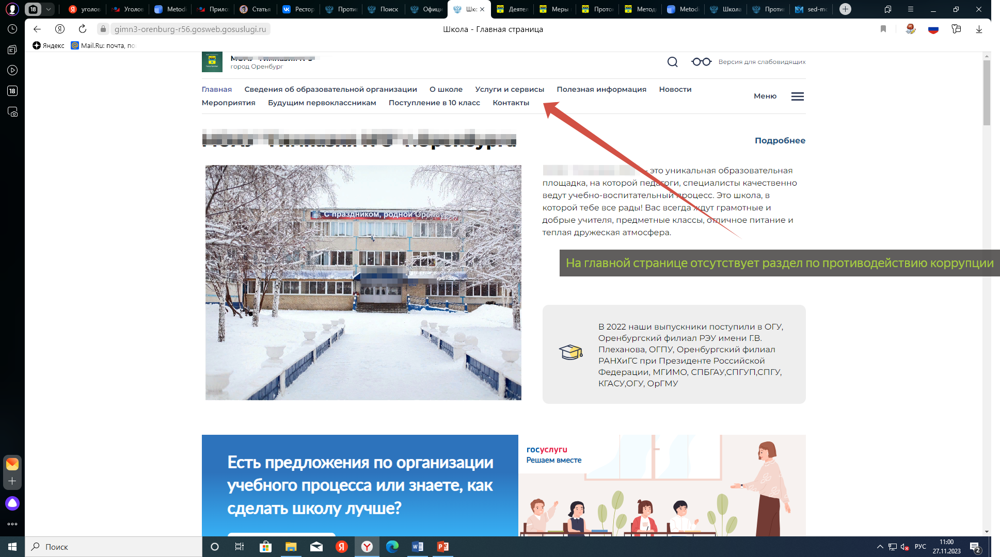 18
уголов
Уголов
Metodi
Прило
Статья
Рестор
Проти
Поиск
Офици
Шк
Деятел
Меры
Прото
Метод
Metodi
Школа
Проти
sed-mo
gimn3-orenburg-r56.gosweb.gosuslugi.ru
Школа - Главная страница
Яндекс
Mail.Ru: почта, по
город Оренбург
Версия для слабовидящих
Главная
Сведения об образовательной организации
О школе
Услуги и сервисы
Полезная информация
Новости
Мероприятия
Будущим первоклассникам
Поступление в 10 класс
Контакты
Меню
18
Подробнее
– это уникальная образовательная
площадка, на которой педагоги, специалисты качественно
ведут учебно-воспитательный процесс. Это школа, в
которой тебе все рады! Вас всегда ждут грамотные и
добрые учителя, предметные классы, отличное питание и
теплая дружеская атмосфера.
С праздником, родной
На главной странице отсутствует раздел по противодействию коррупции
В 2022 наши выпускники поступили в ОГУ,
Оренбургский филиал РЭУ имени Г.В.
Плеханова, ОГПУ, Оренбургский филиал
РАНХиГС при Президенте Российской
Федерации, МГИМО, СПБГАУ,СПГУП,СПГУ,
КГАСУ,ОГУ, ОрГМУ
Есть предложения по организации
учебного процесса или знаете, как
сделать школу лучше?
госуслуги
Решаем вместе
Поиск
РУС
11:00
27.11.2023
2